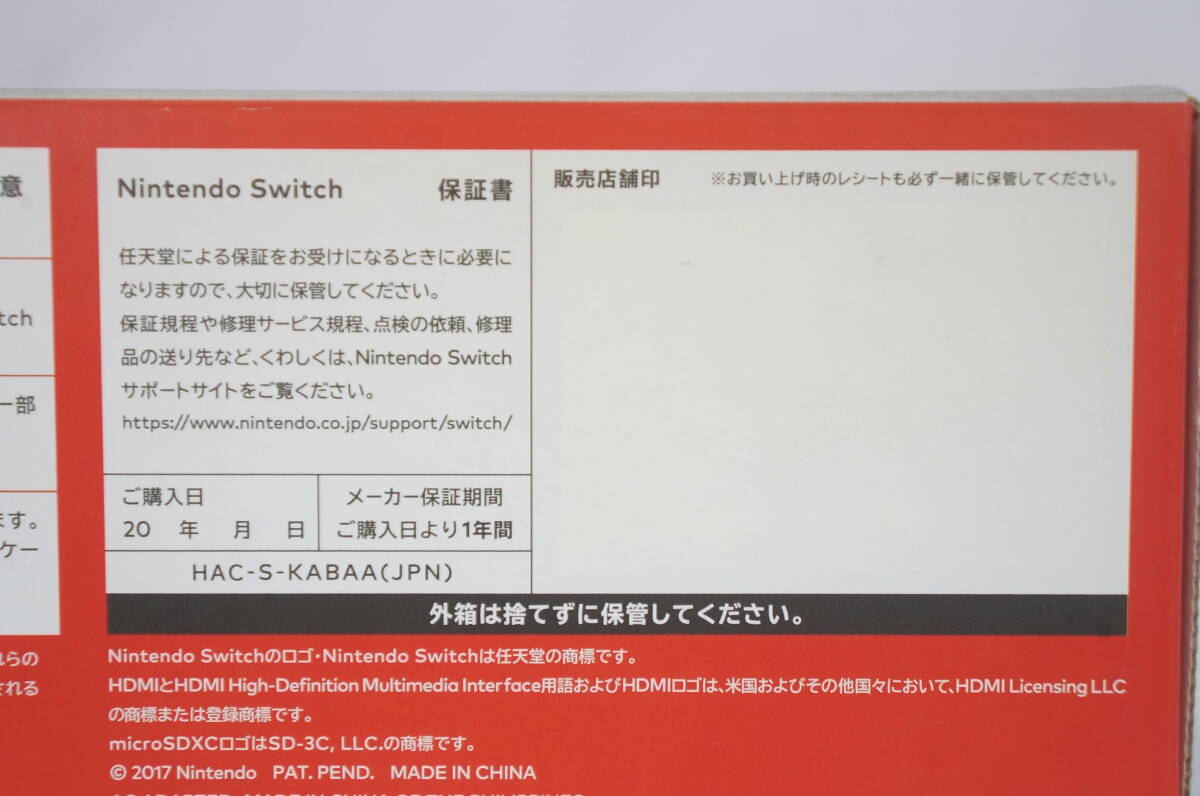 意
tch
一部
ます。
ケー
れらの
される
Nintendo Switch 保証書
任天堂による保証をお受けになるときに必要に
なりますので、大切に保管してください。
保証規程や修理サービス規程、点検の依頼、修理
品の送り先など、くわしくは、Nintendo Switch
サポートサイトをご覧ください。
https://www.nintendo.co.jp/support/switch/
ご購入日
20 年 月 日
メーカー保証期間
ご購入日より1年間
HAC-S-KABAA(JPN)
販売店舗印 ※お買い上げ時のレシートも必ず一緒に保管してください。
外箱は捨てずに保管してください。
Nintendo Switchのロゴ・Nintendo Switchは任天堂の商標です。
HDMIとHDMI High-Definition Multimedia Interface用語およびHDMIロゴは、米国およびその他国々において、HDMI Licensing LLC
の商標または登録商標です。
microSDXCロゴはSD-3C, LLC.の商標です。
© 2017 Nintendo PAT. PEND. MADE IN CHINA
AC ADAPTER: MADE IN CHINA OR THE PHILIPPINES